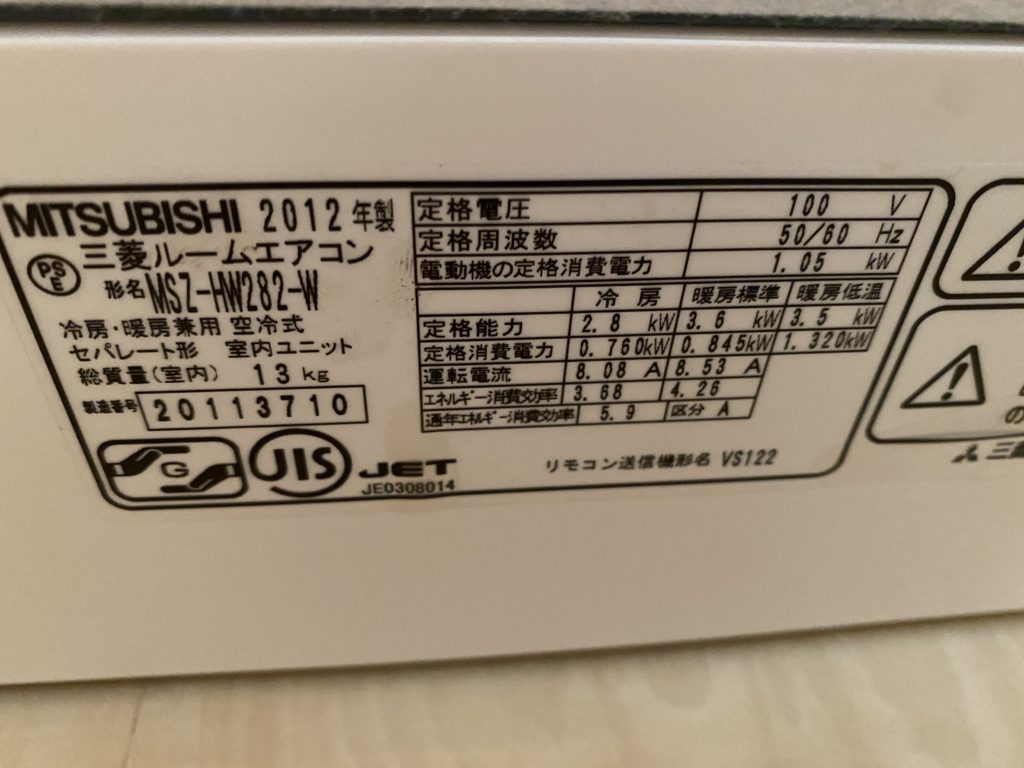 MITSUBISHI 2012年製
三菱ルームエアコン
PSE
形名 MSZ-HW282-W
冷房・暖房兼用 空冷式
セパレート形 室内ユニット
総質量(室内) 13kg
製造番号 20113710
G
JIS
JET
JE0308014
定格電圧 100 V
定格周波数 50/60 Hz
電動機の定格消費電力 1.05 kW
冷房 暖房標準 暖房低温
定格能力 2.8 kW 3.6 kW 3.5 kW
定格消費電力 0.760kW 0.845kW 1.320kW
運転電流 8.08 A 8.53 A
エネルギー消費効率 3.68 4.26
通年エネルギー消費効率 5.9 区分 A
リモコン送信機形名 VS122
の
三菱